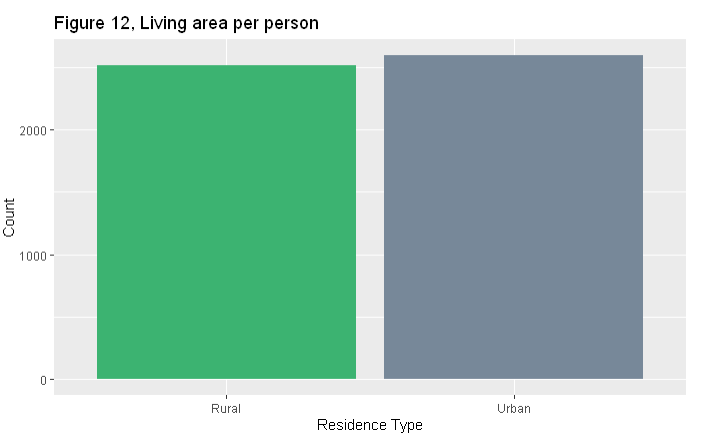 Figure 12, Living area per person
Count
2000
1000
0
Rural
Urban
Residence Type